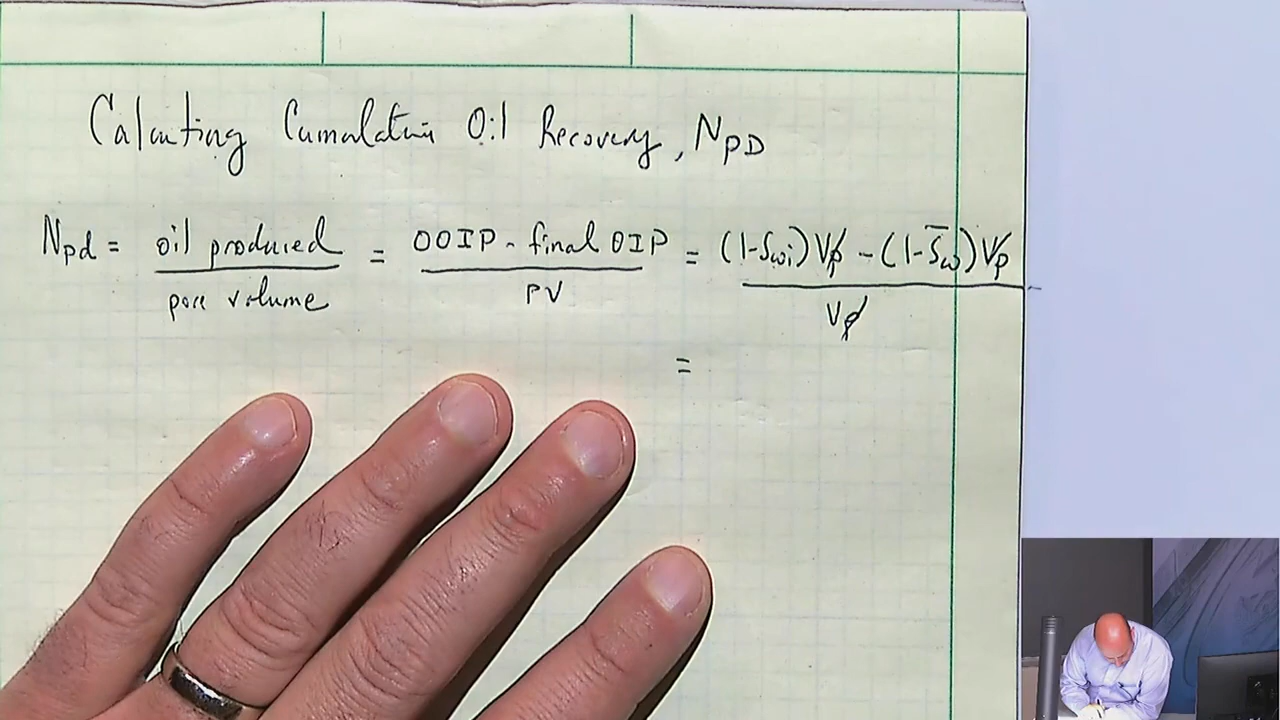 Calculating Cumulative Oil Recovery, NPD
Npd = oil produced / pore volume = OOIP - final OIP / PV = (1-Swi)Vp - (1-S̅w)Vp / Vp
=